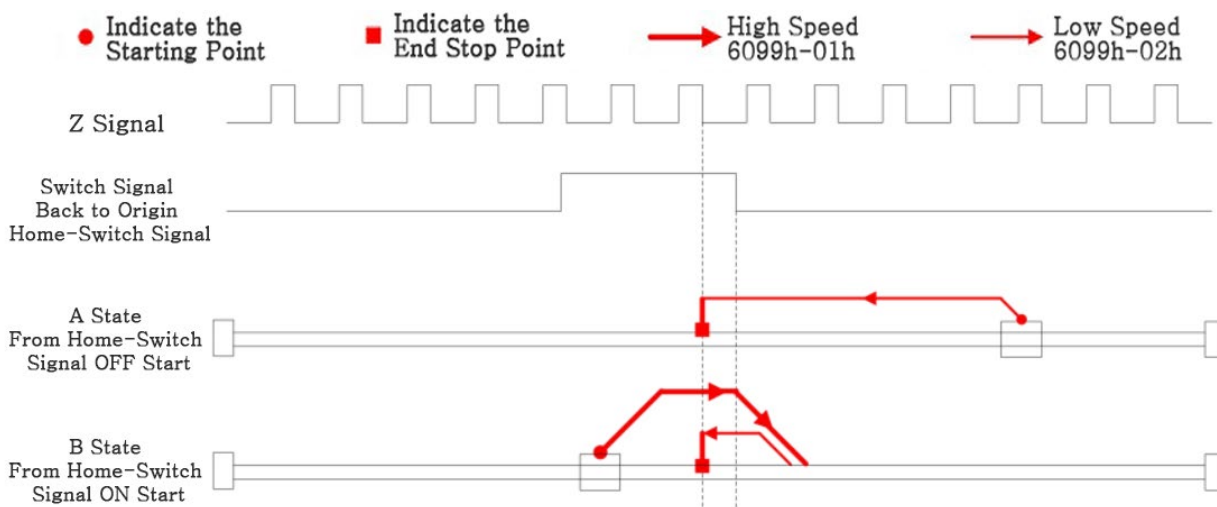 Indicate the
Starting Point
Indicate the
End Stop Point
High Speed
6099h-01h
Low Speed
6099h-02h
Z Signal
Switch Signal
Back to Origin
Home-Switch Signal
A State
From Home-Switch
Signal OFF Start
B State
From Home-Switch
Signal ON Start